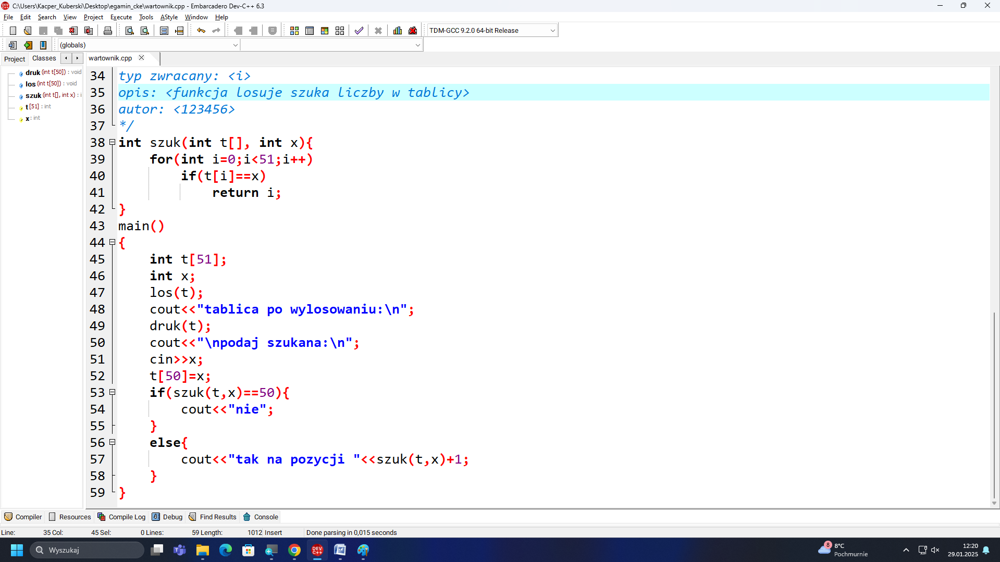 C:\Users\Kacper_Kuberski\Desktop\egamin_cke\wartownik.cpp - Embarcadero Dev-C++ 6.3
File Edit Search View Project Execute Tools AStyle Window Help
TDM-GCC 9.2.0 64-bit Release
(globals)
Project Classes wartownik.cpp
druk (int t[50]) : void
los (int t[50]) : void
szuk (int t[], int x) : i
t [51] : int
x : int
34 typ zwracany: <i>
35 opis: <funkcja losuje szuka liczby w tablicy>
36 autor: <123456>
37 */
38 int szuk(int t[], int x){
39     for(int i=0;i<51;i++)
40         if(t[i]==x)
41             return i;
42 }
43 main()
44 {
45     int t[51];
46     int x;
47     los(t);
48     cout<<"tablica po wylosowaniu:\n";
49     druk(t);
50     cout<<"\npodaj szukana:\n";
51     cin>>x;
52     t[50]=x;
53     if(szuk(t,x)==50){
54         cout<<"nie";
55     }
56     else{
57         cout<<"tak na pozycji "<<szuk(t,x)+1;
58     }
59 }
Compiler Resources Compile Log Debug Find Results Console
Line: 35 Col: 45 Sel: 0 Lines: 59 Length: 1012 Insert Done parsing in 0,015 seconds
Wyszukaj
DEV C++
8
8°C
Pochmurnie
12:20
29.01.2025